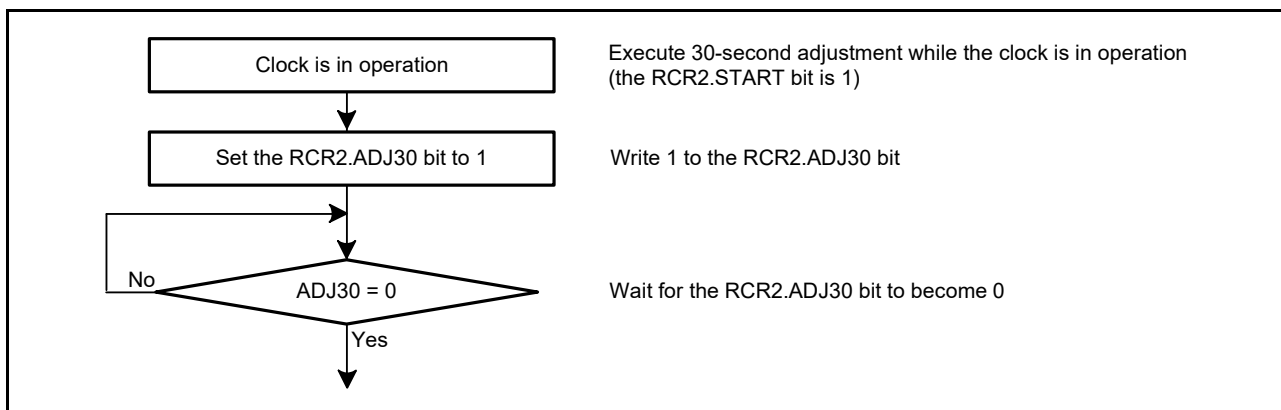 Clock is in operation
Execute 30-second adjustment while the clock is in operation
(the RCR2.START bit is 1)
Set the RCR2.ADJ30 bit to 1
Write 1 to the RCR2.ADJ30 bit
No
ADJ30 = 0
Wait for the RCR2.ADJ30 bit to become 0
Yes